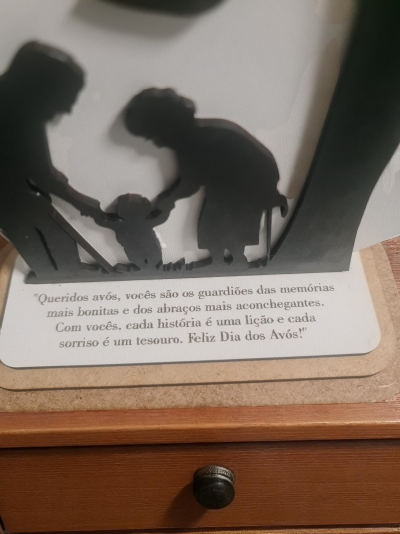 "Queridos avós, vocês são os guardiões das memórias
mais bonitas e dos abraços mais aconchegantes.
Com vocês, cada história é uma lição e cada
sorriso é um tesouro. Feliz Dia dos Avós!"